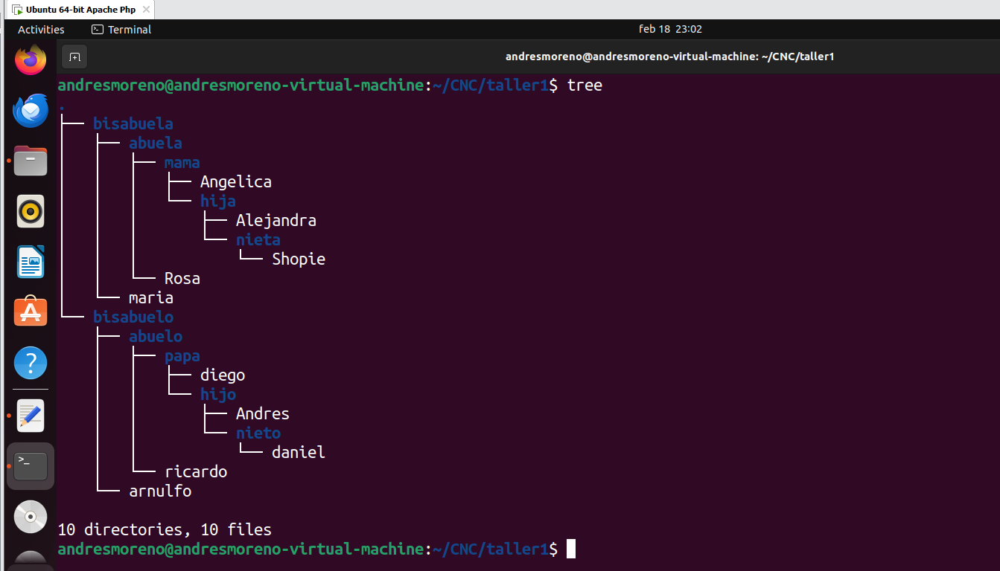 Ubuntu 64-bit Apache Php
Activities Terminal feb 18 23:02
andresmoreno@andresmoreno-virtual-machine: ~/CNC/taller1
andresmoreno@andresmoreno-virtual-machine:~/CNC/taller1$ tree
.
├── bisabuela
│   ├── abuela
│   │   ├── mama
│   │   │   ├── Angelica
│   │   │   └── hija
│   │   │       ├── Alejandra
│   │   │       └── nieta
│   │   │           └── Shopie
│   │   └── Rosa
│   └── maria
└── bisabuelo
    ├── abuelo
    │   ├── papa
    │   │   ├── diego
    │   │   └── hijo
    │   │       ├── Andres
    │   │       └── nieto
    │   │           └── daniel
    │   └── ricardo
    └── arnulfo

10 directories, 10 files
andresmoreno@andresmoreno-virtual-machine:~/CNC/taller1$